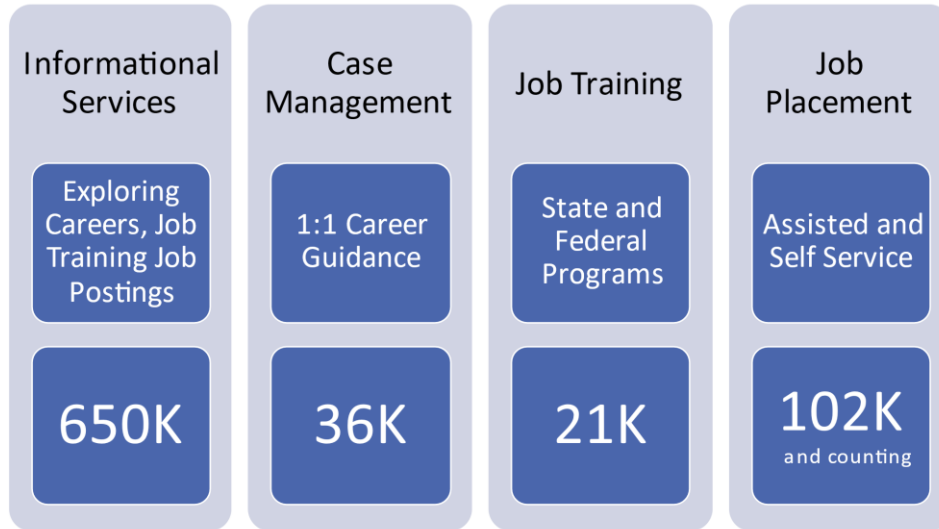 Informational
Services
Exploring
Careers, Job
Training Job
Postings
650K
Case
Management
1:1 Career
Guidance
36K
Job Training
State and
Federal
Programs
21K
Job
Placement
Assisted and
Self Service
102K
and counting